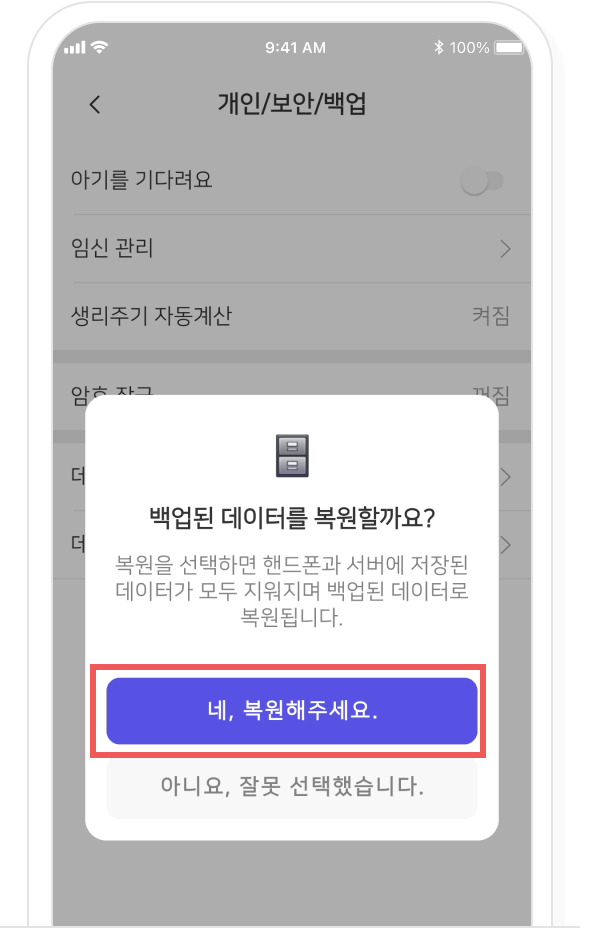 9:41 AM
100%
개인/보안/백업
아기를 기다려요
임신 관리
생리주기 자동계산
켜짐
암호 잠금
꺼짐
데
데
백업된 데이터를 복원할까요?
복원을 선택하면 핸드폰과 서버에 저장된
데이터가 모두 지워지며 백업된 데이터로
복원됩니다.
네, 복원해주세요.
아니요, 잘못 선택했습니다.